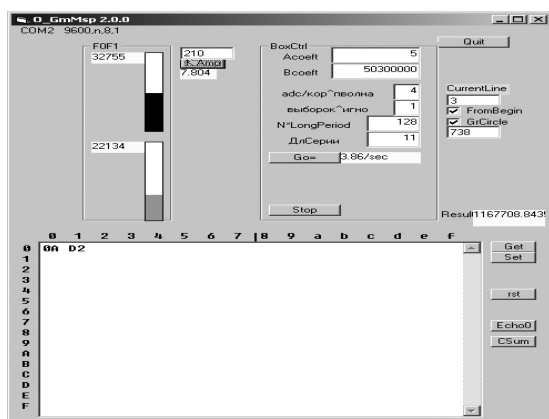 O_GmMsp 2.0.0
COM2 9600,n,8,1
F0F1
32755
22134
210
7.804
BoxCtrl
Acoeft 5
Bcoeft 50300000
adc/кор^пволна 4
выборок^игно 1
N*LongPeriod 128
ДлСерии 11
Go= 3.86/sec
Stop
Quit
CurrentLine
3
FromBegin
GrCircle
738
Resul 1167708.843
0 1 2 3 4 5 6 7 | 8 9 a b c d e f
0 0A D2
1
2
3
4
5
6
7
8
9
A
B
C
D
E
F
Get
Set
rst
Echo0
CSum